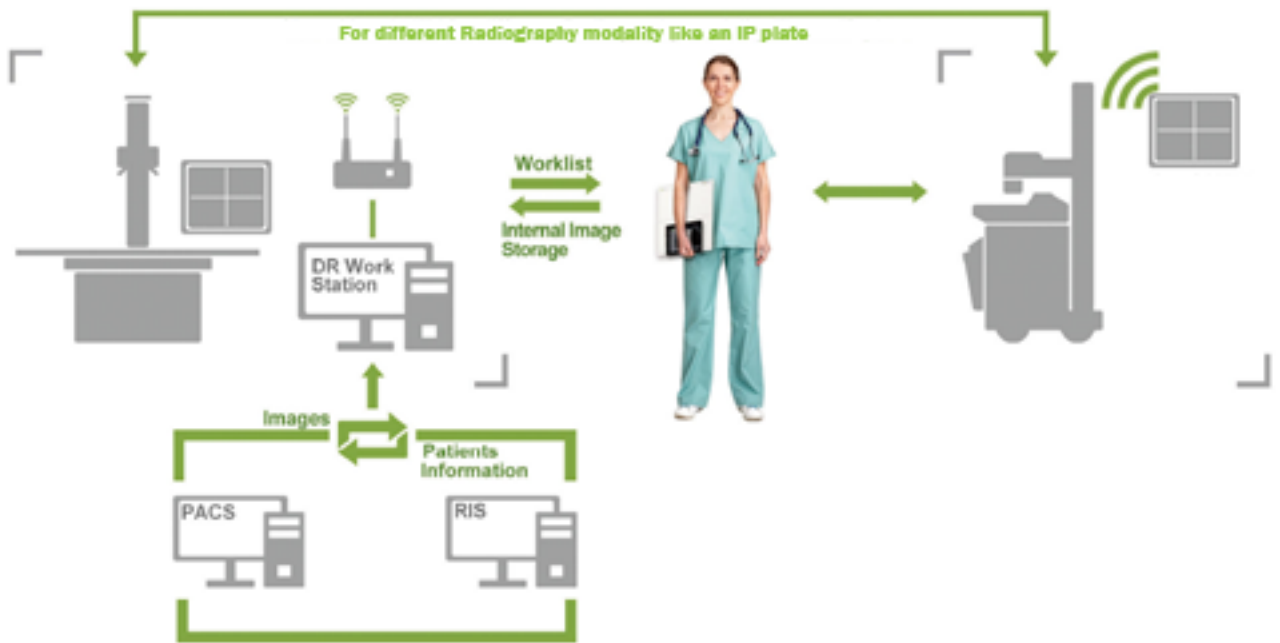 For different Radiography modality like an IP plate
Worklist
Internal Image
Storage
DR Work
Station
Images
Patients
Information
PACS
RIS